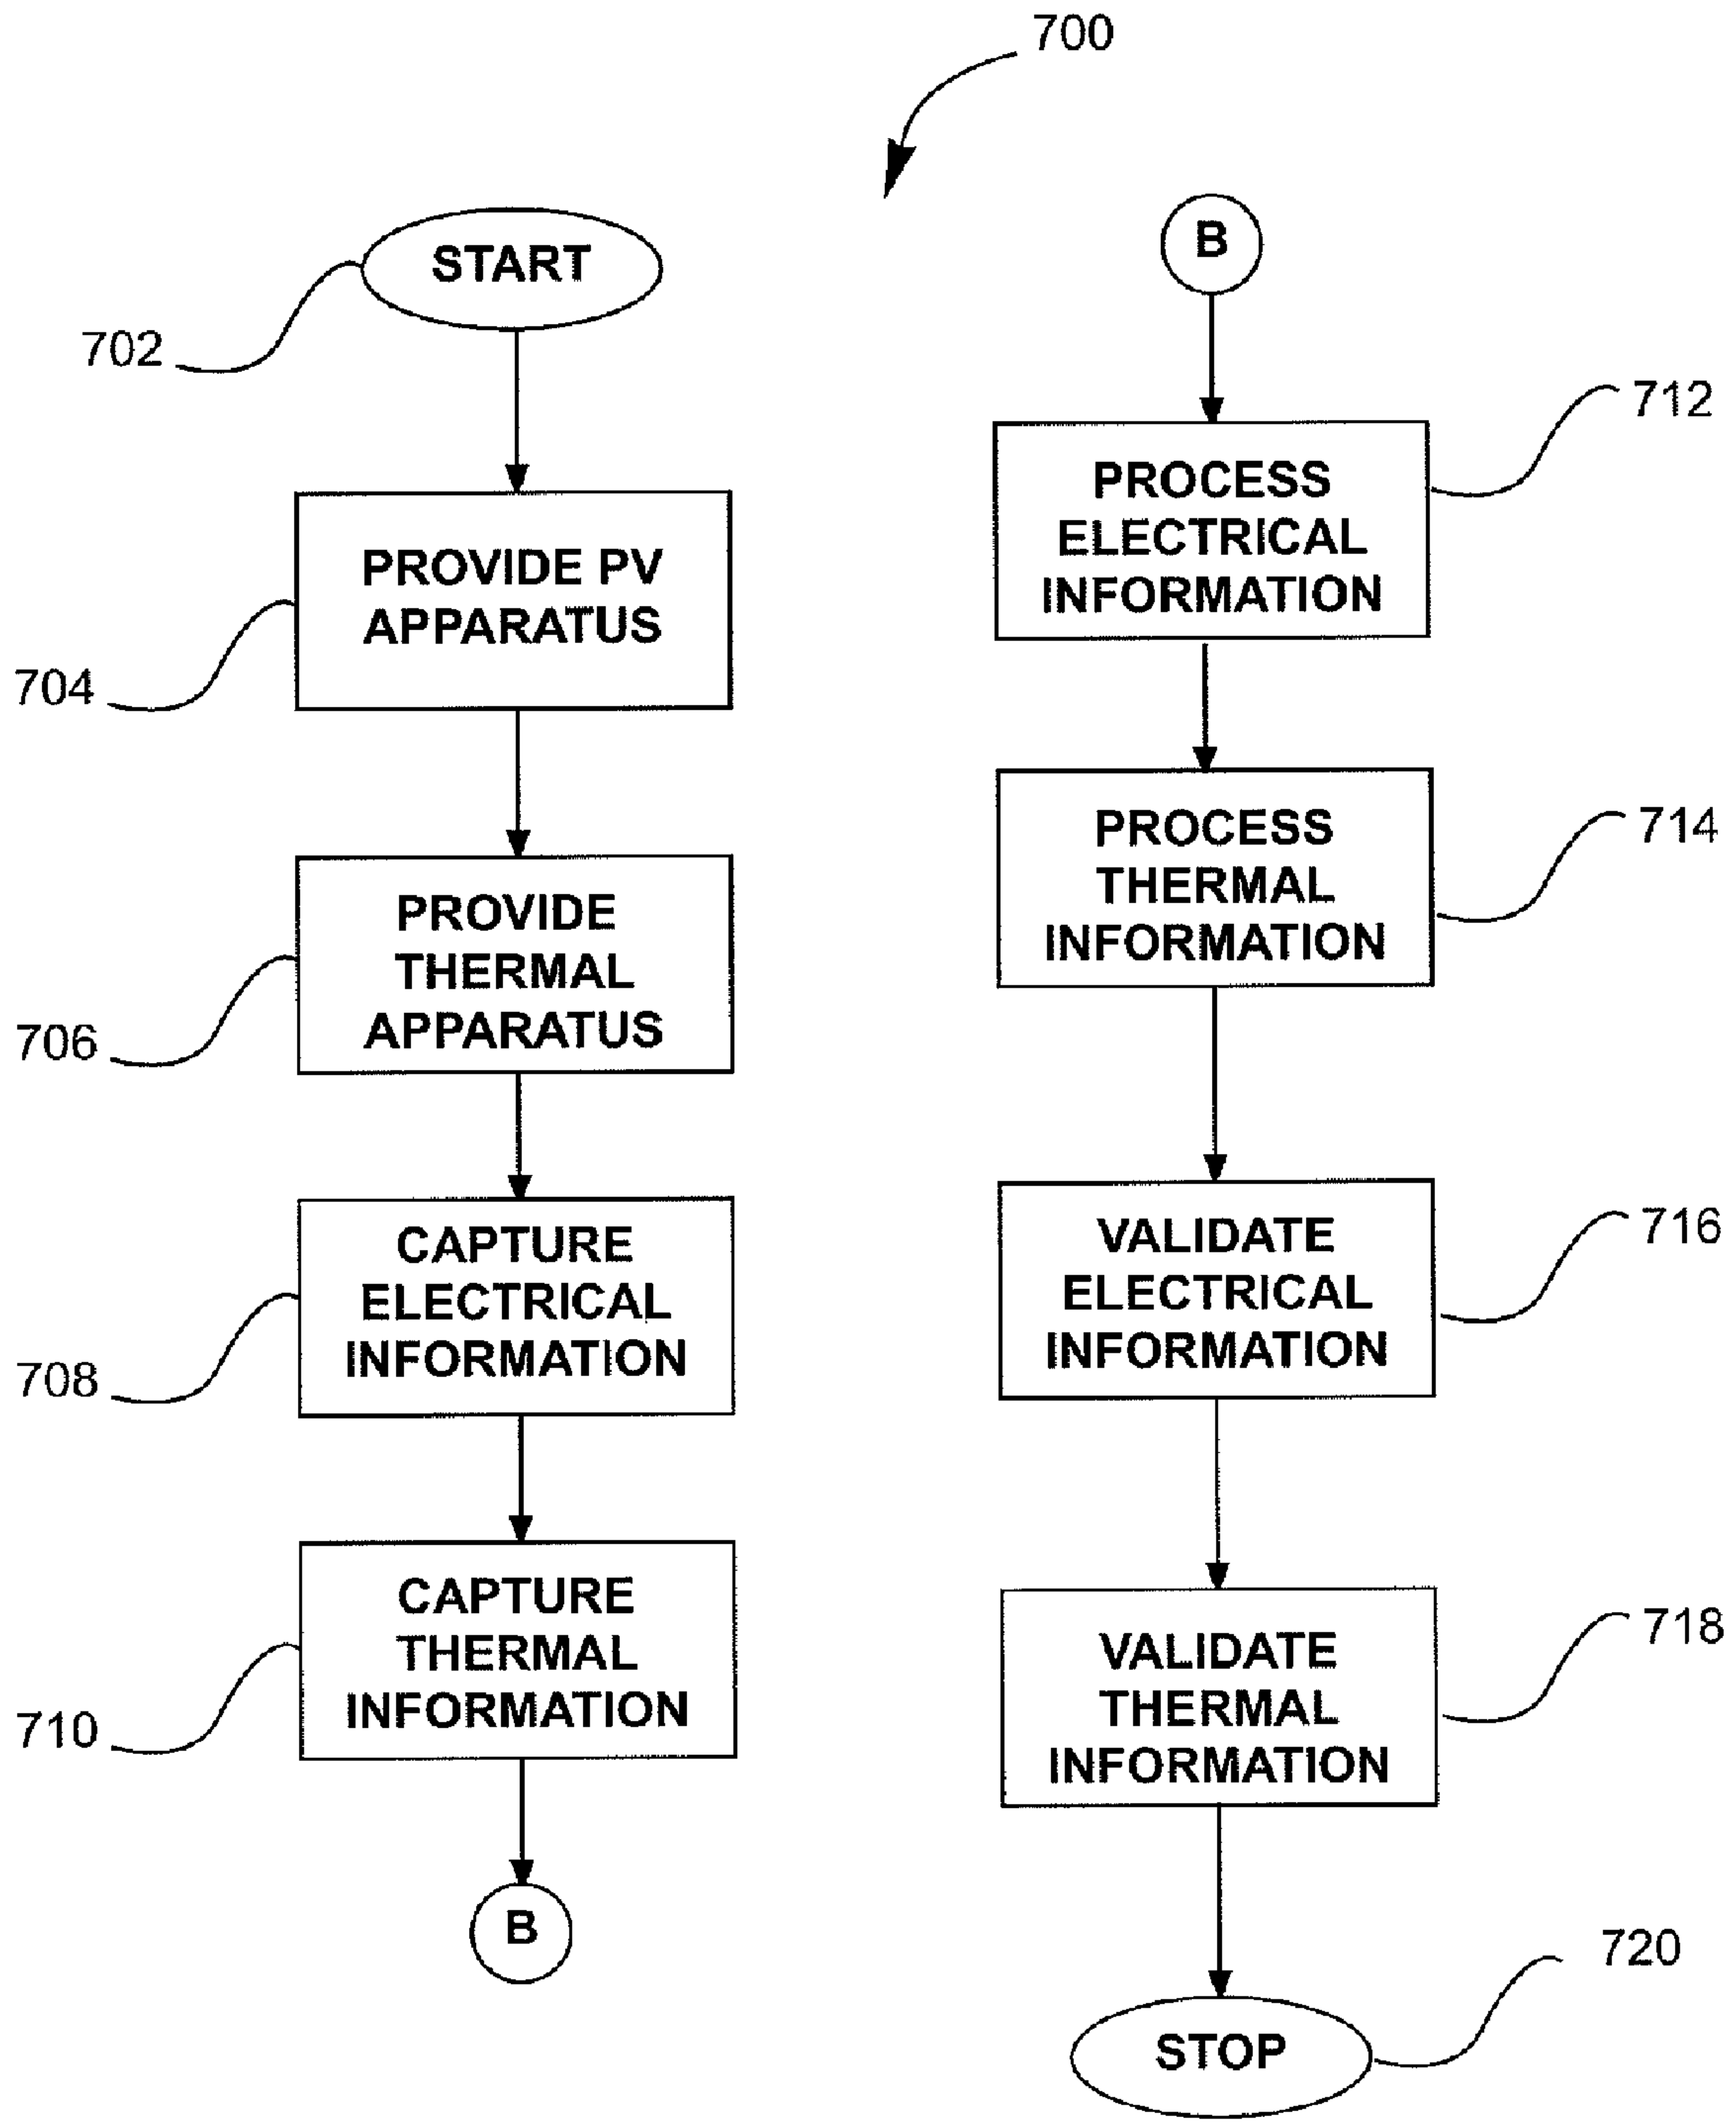 700
START
702
PROVIDE PV
APPARATUS
704
PROVIDE
THERMAL
APPARATUS
706
CAPTURE
ELECTRICAL
INFORMATION
708
CAPTURE
THERMAL
INFORMATION
710
B
B
712
PROCESS
ELECTRICAL
INFORMATION
714
PROCESS
THERMAL
INFORMATION
716
VALIDATE
ELECTRICAL
INFORMATION
718
VALIDATE
THERMAL
INFORMATION
720
STOP